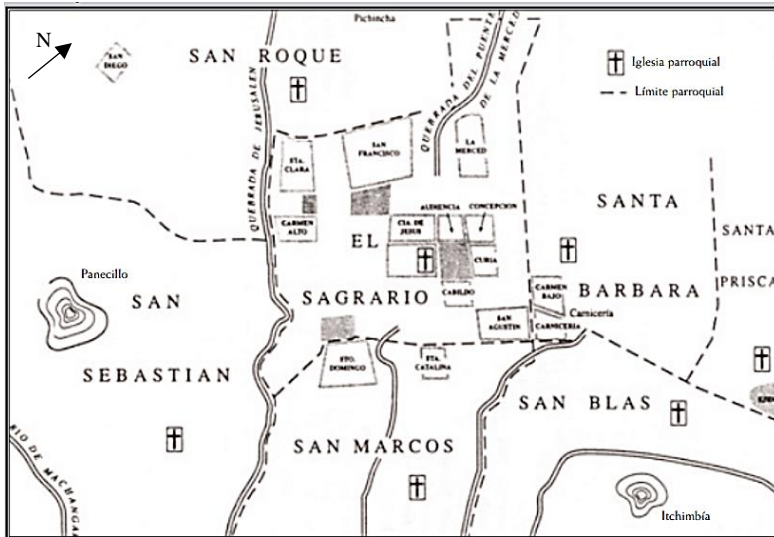 N
Pichincha
SAN
DIEGO
SAN ROQUE
QUEBRADA DE JERUSALEN
QUEBRADA DEL PUENTE
DE LA MERCED
Iglesia parroquial
Límite parroquial
STA.
CLARA
SAN
FRANCISCO
LA
MERCED
CARMEN
ALTO
EL
SAGRARIO
CIA. DE
JESUS
AUDIENCIA
CONCEPCION
CURIA
CABILDO
SANTA
BARBARA
SANTA
PRISCA
Panecillo
SAN
SEBASTIAN
CARMEN
BAJO
Carnicería
CARNICERIA
SAN
AGUSTIN
STO.
DOMINGO
STA.
CATALINA
SAN BLAS
SAN MARCOS
RIO DE MACHANGARA
Itchimbía